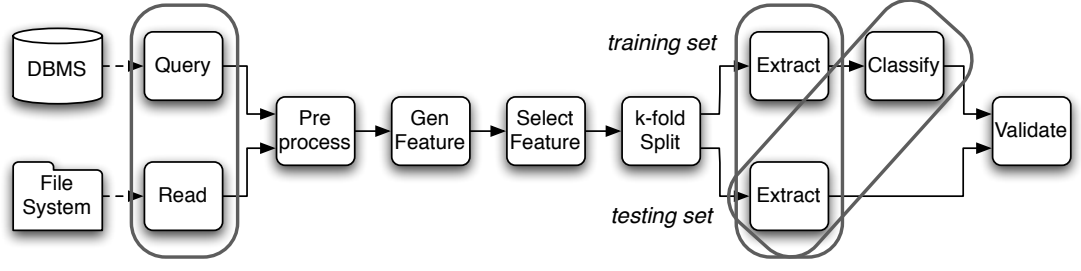 DBMS
Query
File
System
Read
Pre
process
Gen
Feature
Select
Feature
k-fold
Split
training set
Extract
Classify
testing set
Extract
Validate